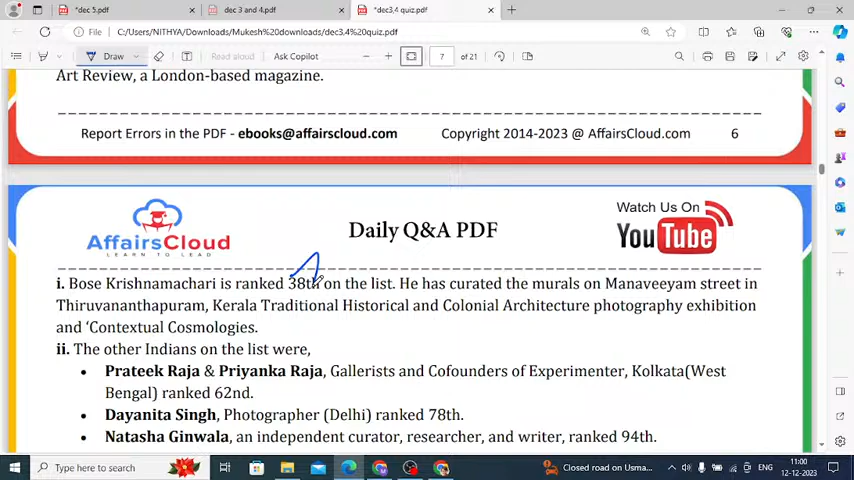 *dec 5.pdf
dec 3 and 4.pdf
*dec3,4 quiz.pdf
File
C:/Users/NITHYA/Downloads/Mukesh%20downloads/dec3,4%20quiz.pdf
Draw
Ask Copilot
7
of 21
Art Review, a London-based magazine.
Report Errors in the PDF - ebooks@affairscloud.com Copyright 2014-2023 @ AffairsCloud.com 6
AffairsCloud
LEARN TO LEAD
Daily Q&A PDF
Watch Us On
YouTube
i. Bose Krishnamachari is ranked 38th on the list. He has curated the murals on Manaveeyam street in
Thiruvananthapuram, Kerala Traditional Historical and Colonial Architecture photography exhibition
and ‘Contextual Cosmologies.
ii. The other Indians on the list were,
• Prateek Raja & Priyanka Raja, Gallerists and Cofounders of Experimenter, Kolkata(West
Bengal) ranked 62nd.
• Dayanita Singh, Photographer (Delhi) ranked 78th.
• Natasha Ginwala, an independent curator, researcher, and writer, ranked 94th.
Type here to search
Closed road on Usma...
ENG
11:00
12-12-2023